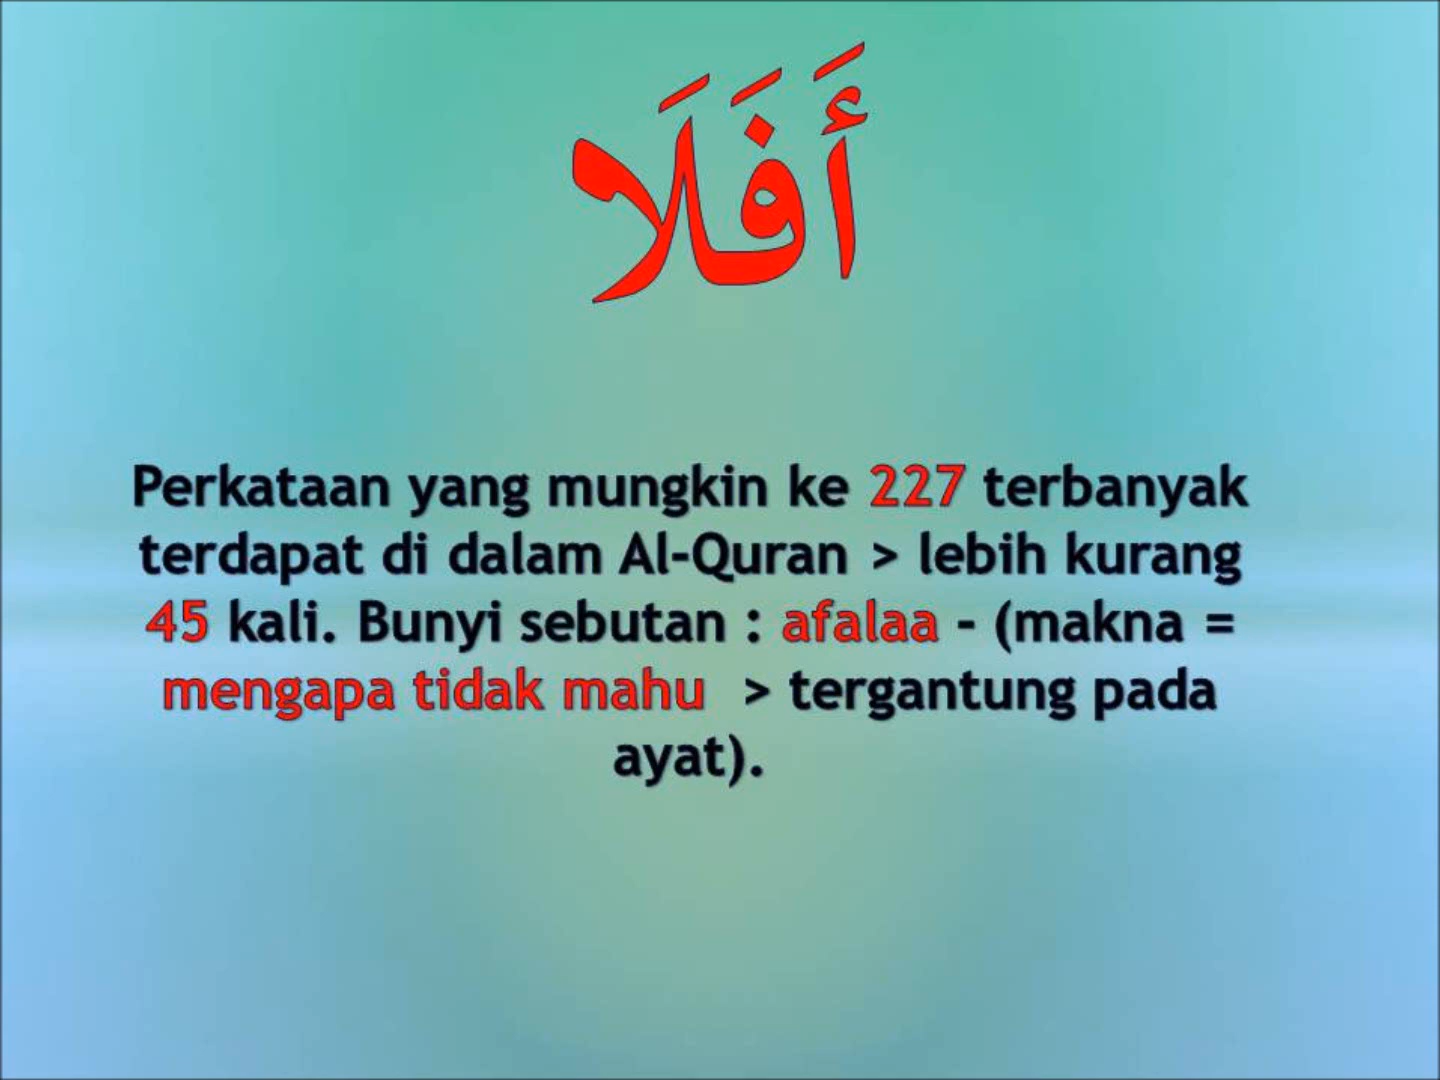 أَفَلَا
Perkataan yang mungkin ke 227 terbanyak
terdapat di dalam Al-Quran > lebih kurang
45 kali. Bunyi sebutan : afalaa - (makna =
mengapa tidak mahu > tergantung pada
ayat).